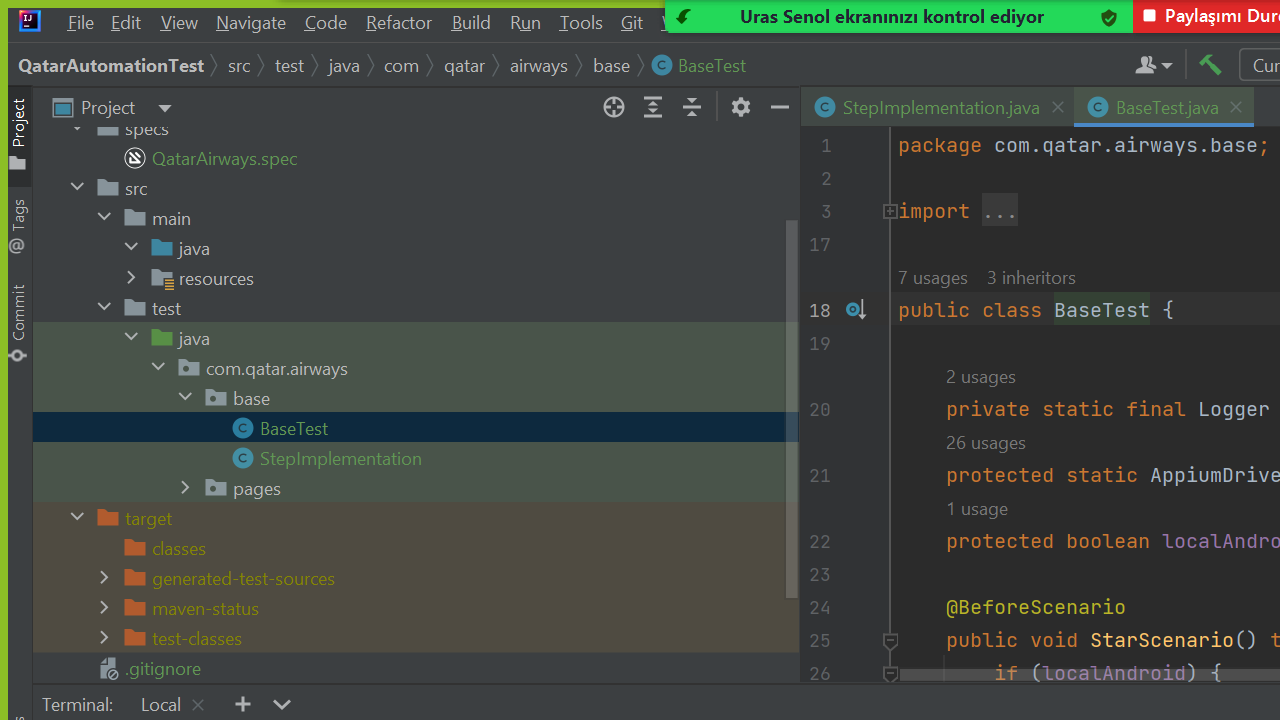 File Edit View Navigate Code Refactor Build Run Tools Git
Uras Senol ekranınızı kontrol ediyor
Paylaşımı
QatarAutomationTest src test java com qatar airways base BaseTest
Project
StepImplementation.java BaseTest.java
Project
Tags
Commit
specs
QatarAirways.spec
src
main
java
resources
test
java
com.qatar.airways
base
BaseTest
StepImplementation
pages
target
classes
generated-test-sources
maven-status
test-classes
.gitignore
1 package com.qatar.airways.base;
2
3 import ...
17
7 usages 3 inheritors
18 public class BaseTest {
19
2 usages
20 private static final Logger
26 usages
21 protected static AppiumDrive
1 usage
22 protected boolean localAndro
23
24 @BeforeScenario
25 public void StarScenario() t
26 if (localAndroid) {
Terminal: Local